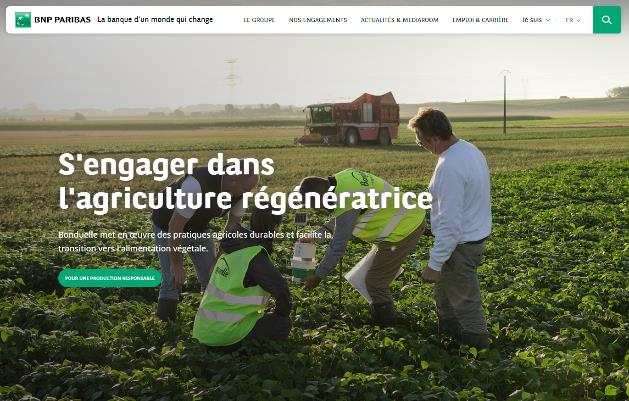 BNP PARIBAS La banque d'un monde qui change LE GROUPE NOS ENGAGEMENTS ACTUALITÉS & MEDIAROOM EMPLOI & CARRIÈRE Je suis FR
S'engager dans
l'agriculture régénératrice
Bonduelle met en œuvre des pratiques agricoles durables et facilite la
transition vers l'alimentation végétale.
POUR UNE PRODUCTION RESPONSABLE